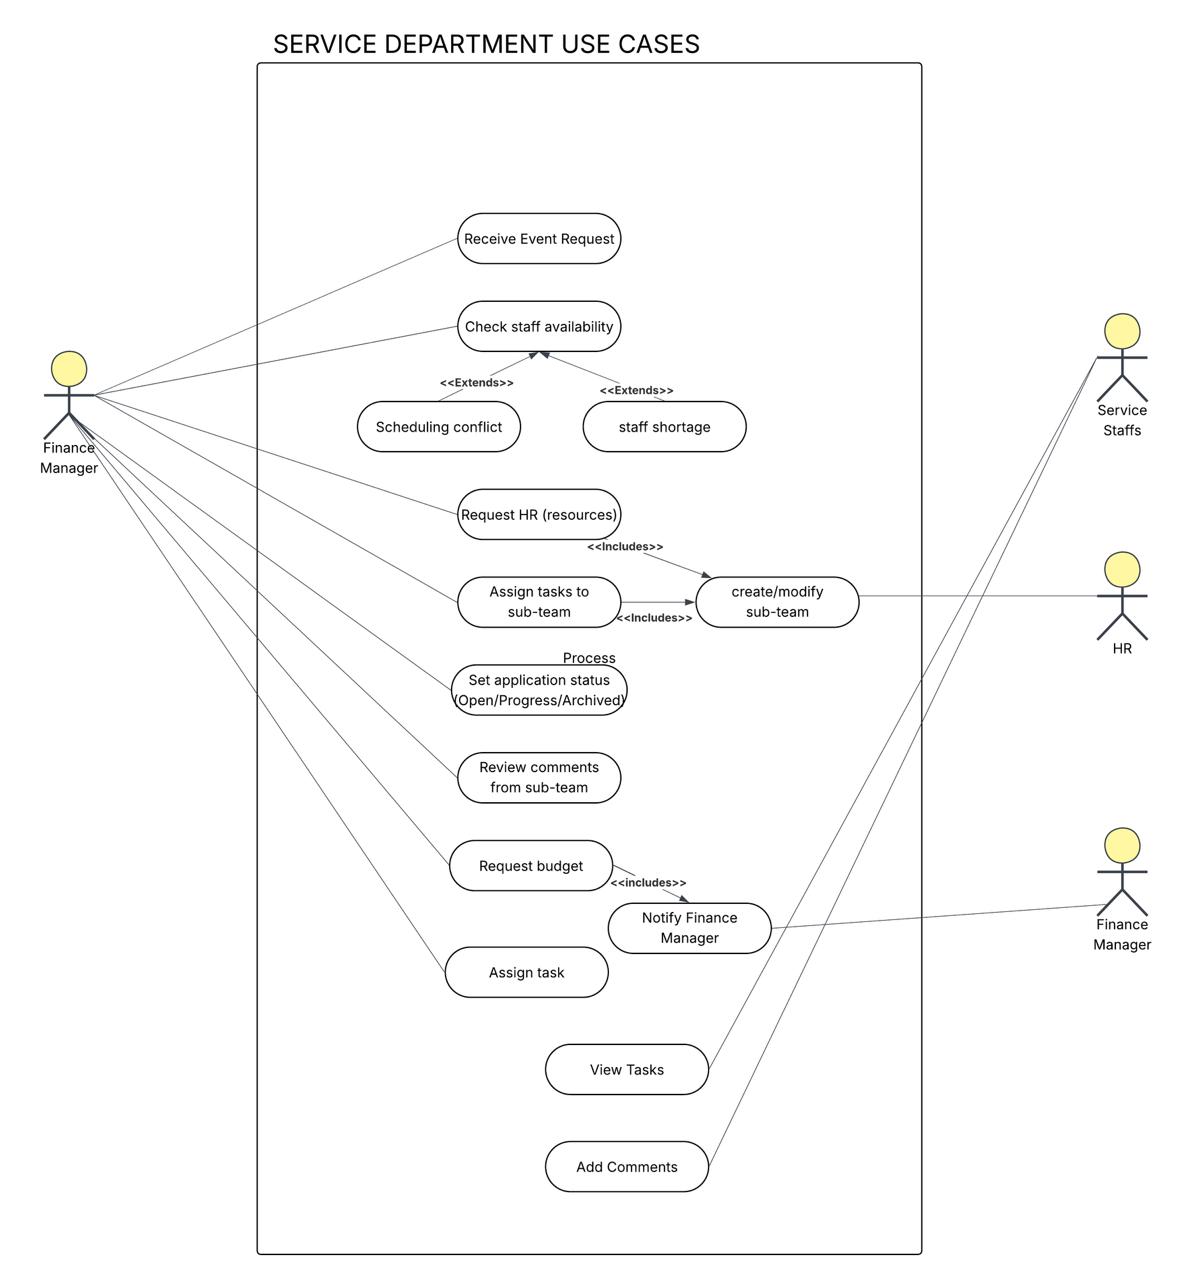 SERVICE DEPARTMENT USE CASES
Receive Event Request
Check staff availability
<<Extends>>
<<Extends>>
Scheduling conflict
staff shortage
Finance
Manager
Service
Staffs
Request HR (resources)
<<Includes>>
Assign tasks to
sub-team
<<Includes>>
create/modify
sub-team
HR
Process
Set application status
(Open/Progress/Archived)
Review comments
from sub-team
Request budget
<<includes>>
Notify Finance
Manager
Finance
Manager
Assign task
View Tasks
Add Comments